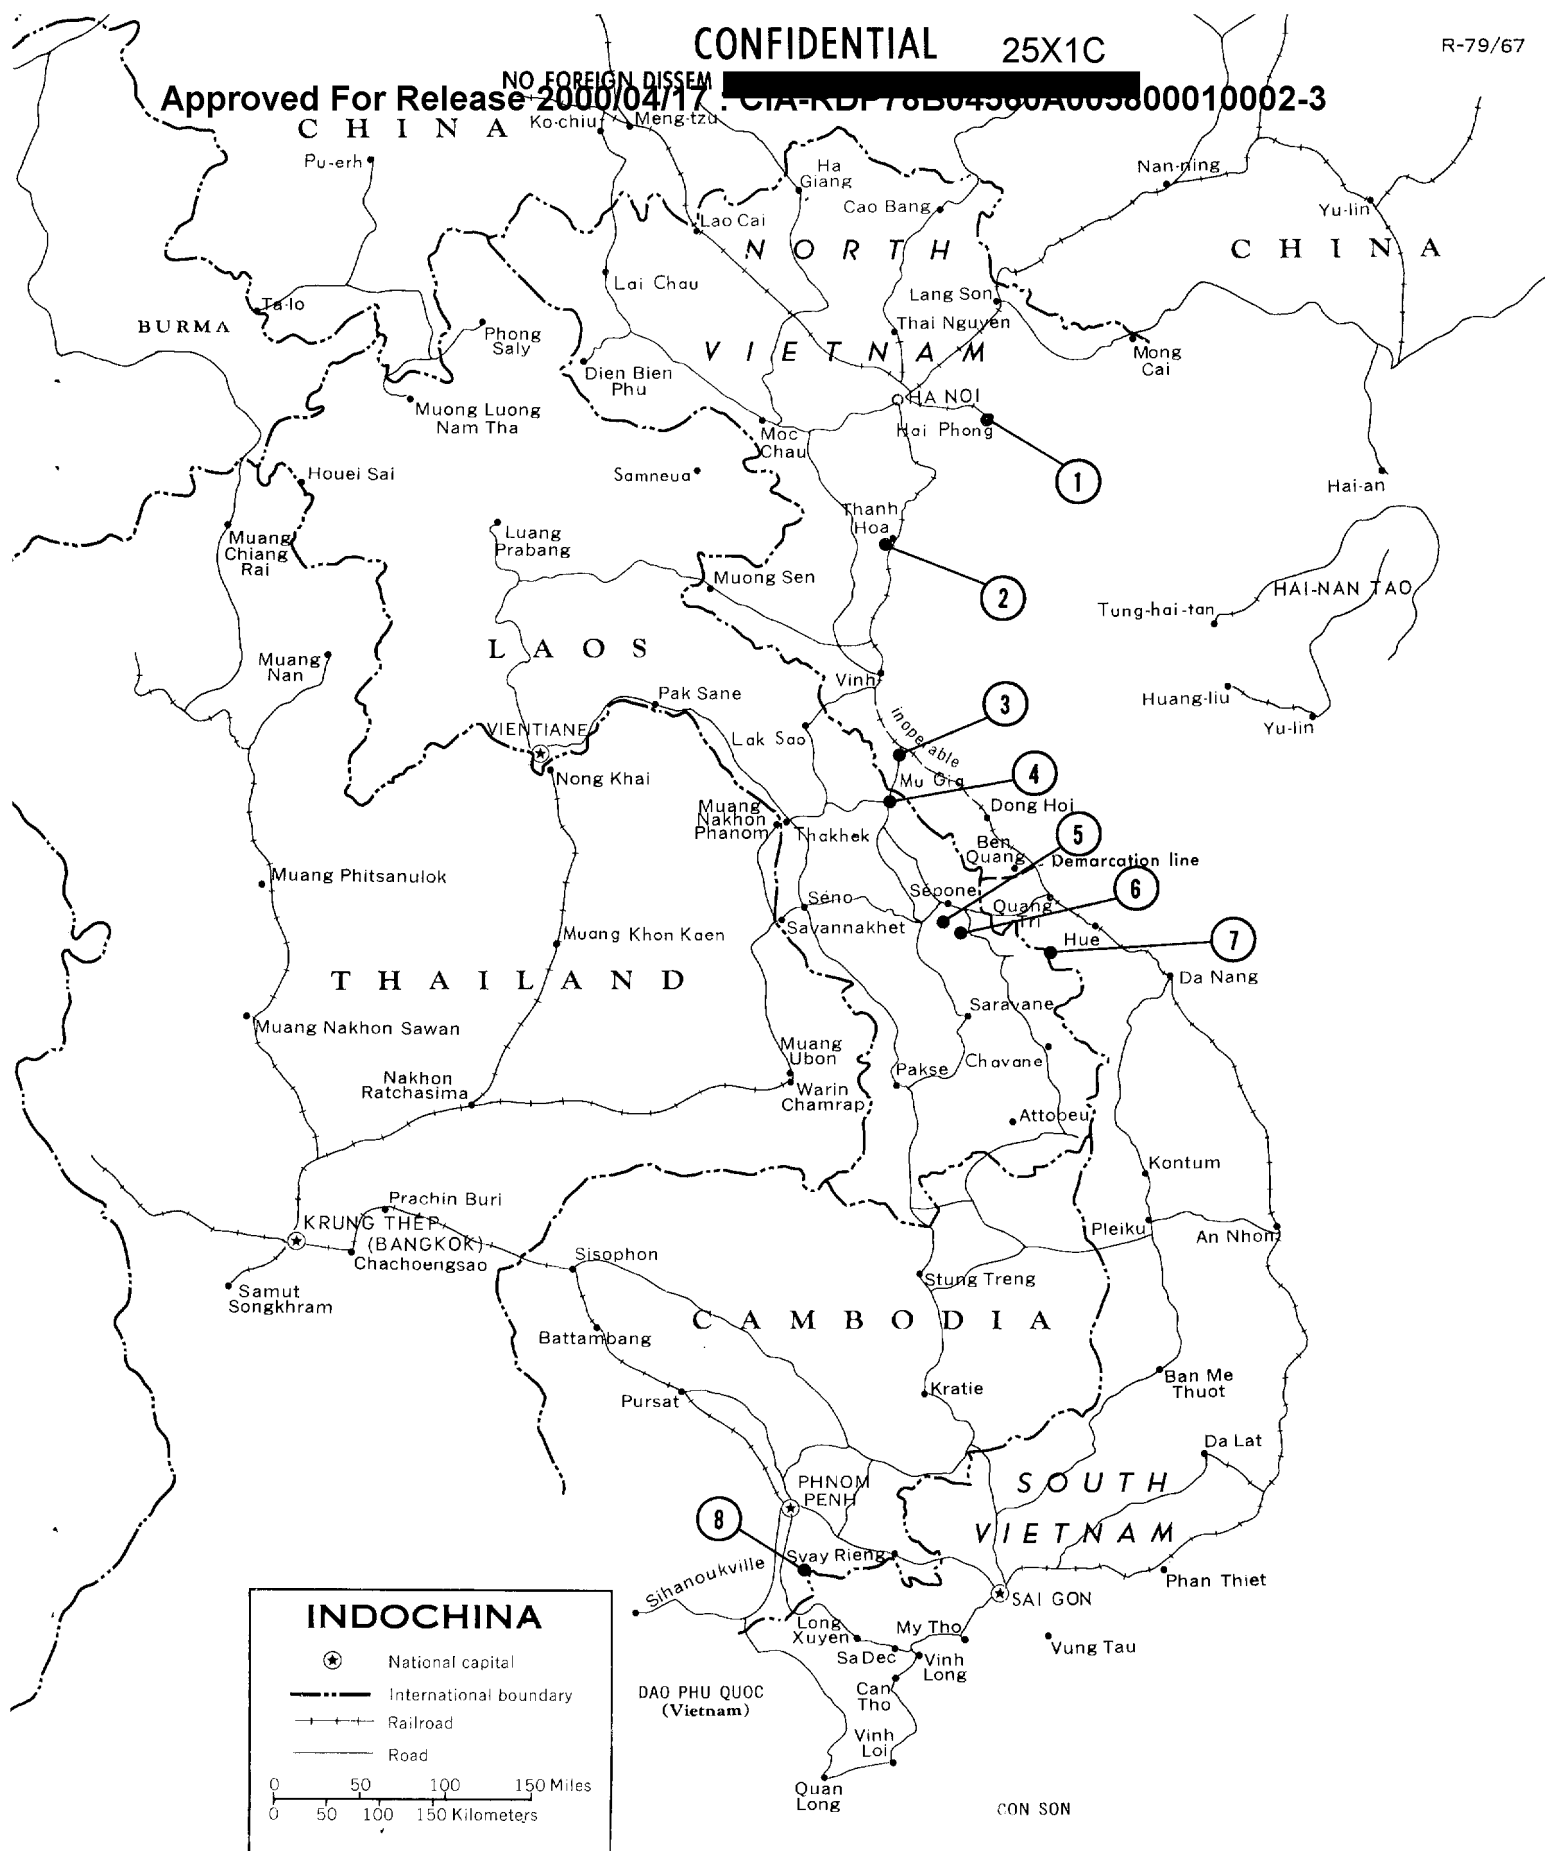 CONFIDENTIAL
25X1C
R-79/67
NO FOREIGN DISSEM
Approved For Release 2000/04/17 : CIA-RDP78B04560A005800010002-3
C H I N A
Ko-chiu
Meng-tzu
Pu-erh
Ha
Giang
Cao Bang
Nan-ning
Yu-lin
Lao Cai
N O R T H
C H I N A
Lai Chau
Lang Son
Ta-lo
BURMA
Phong
Saly
Thai Nguyen
V I E T N A M
Mong
Cai
Dien Bien
Phu
HA NOI
Muong Luong
Nam Tha
Moc
Chau
Hai Phong
1
Houei Sai
Samneua
Hai-an
Muang
Chiang
Rai
Luang
Prabang
Thanh
Hoa
2
Muong Sen
HAI-NAN TAO
Tung-hai-tan
L A O S
Muang
Nan
Vinh
Pak Sane
Huang-liu
Yu-lin
3
inoperable
VIENTIANE
Lak Sao
Nong Khai
Mu Gia
4
Muang
Nakhon
Phanom
Thakhek
Dong Hoi
5
Ben
Quang
Demarcation line
Muang Phitsanulok
Séno
Sépone
6
Quang
Tri
Savannakhet
Muang Khon Kaen
Hue
7
T H A I L A N D
Da Nang
Muang Nakhon Sawan
Saravane
Muang
Ubon
Chavane
Nakhon
Ratchasima
Pakse
Warin
Chamrap
Attobeu
Kontum
Prachin Buri
KRUNG THEP
(BANGKOK)
Chachoengsao
Pleiku
An Nhon
Sisophon
Samut
Songkhram
Stung Treng
C A M B O D I A
Battambang
Ban Me
Thuot
Kratie
Pursat
Da Lat
PHNOM
PENH
S O U T H
8
V I E T N A M
Svay Rieng
Sihanoukville
Phan Thiet
SAI GON
Long
Xuyen
My Tho
Vung Tau
Sa Dec
Vinh
Long
DAO PHU QUOC
(Vietnam)
Can
Tho
Vinh
Loi
Quan
Long
CON SON
INDOCHINA
National capital
International boundary
Railroad
Road
0 50 100 150 Miles
0 50 100 150 Kilometers